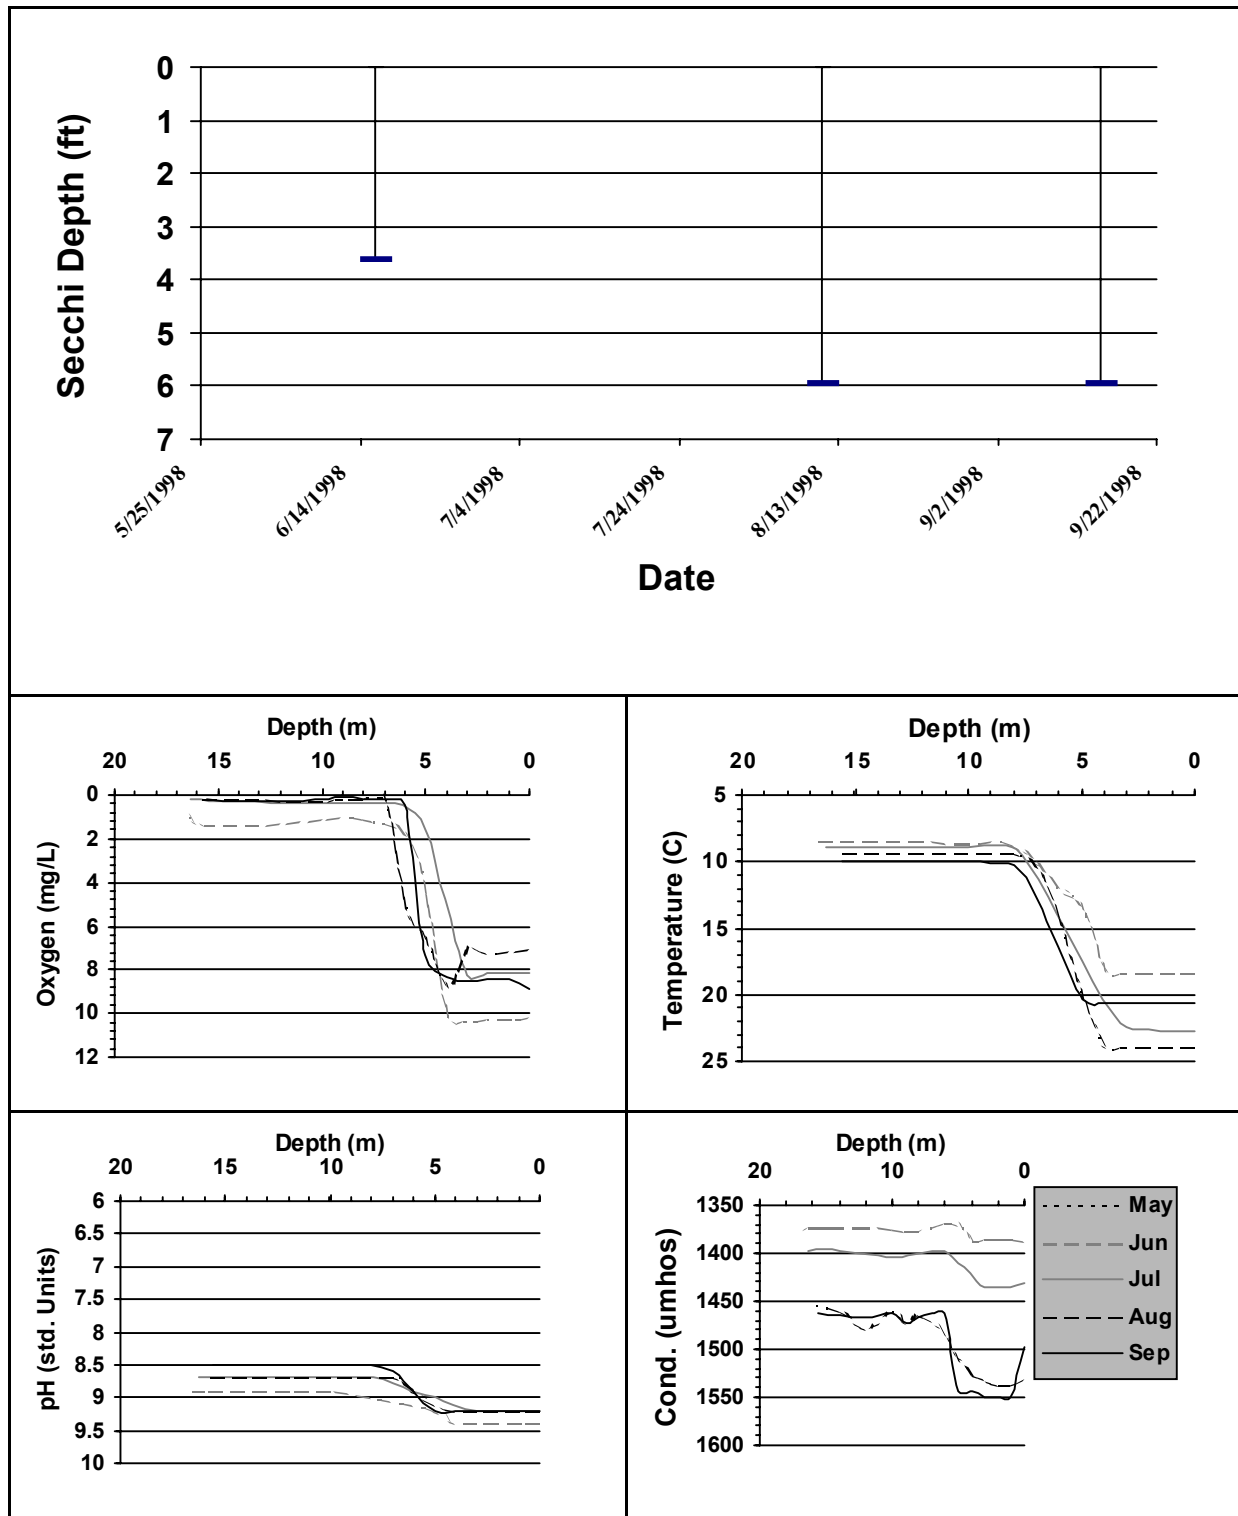 0
1
2
3
4
5
6
7
Secchi Depth (ft)
5/25/1998 6/14/1998 7/4/1998 7/24/1998 8/13/1998 9/2/1998 9/22/1998
Date
Depth (m)
20 15 10 5 0
0
2
4
6
8
10
12
Oxygen (mg/L)
Depth (m)
20 15 10 5 0
5
10
15
20
25
Temperature (C)
Depth (m)
20 15 10 5 0
6
6.5
7
7.5
8
8.5
9
9.5
10
pH (std. Units)
Depth (m)
20 10 0
1350
1400
1450
1500
1550
1600
Cond. (umhos)
May
Jun
Jul
Aug
Sep